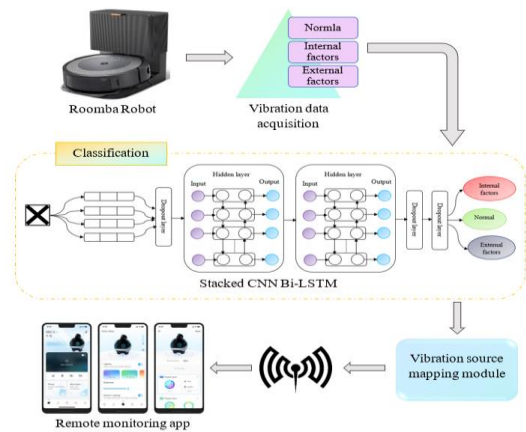 Normla
Internal
factors
External
factors
Roomba Robot
Vibration data
acquisition
Classification
Hidden layer
Input
Output
Dropout layer
Hidden layer
Input
Output
Dropout layer
Dropout layer
Internal
factors
Normal
External
factors
Stacked CNN Bi-LSTM
Vibration source
mapping module
Remote monitoring app